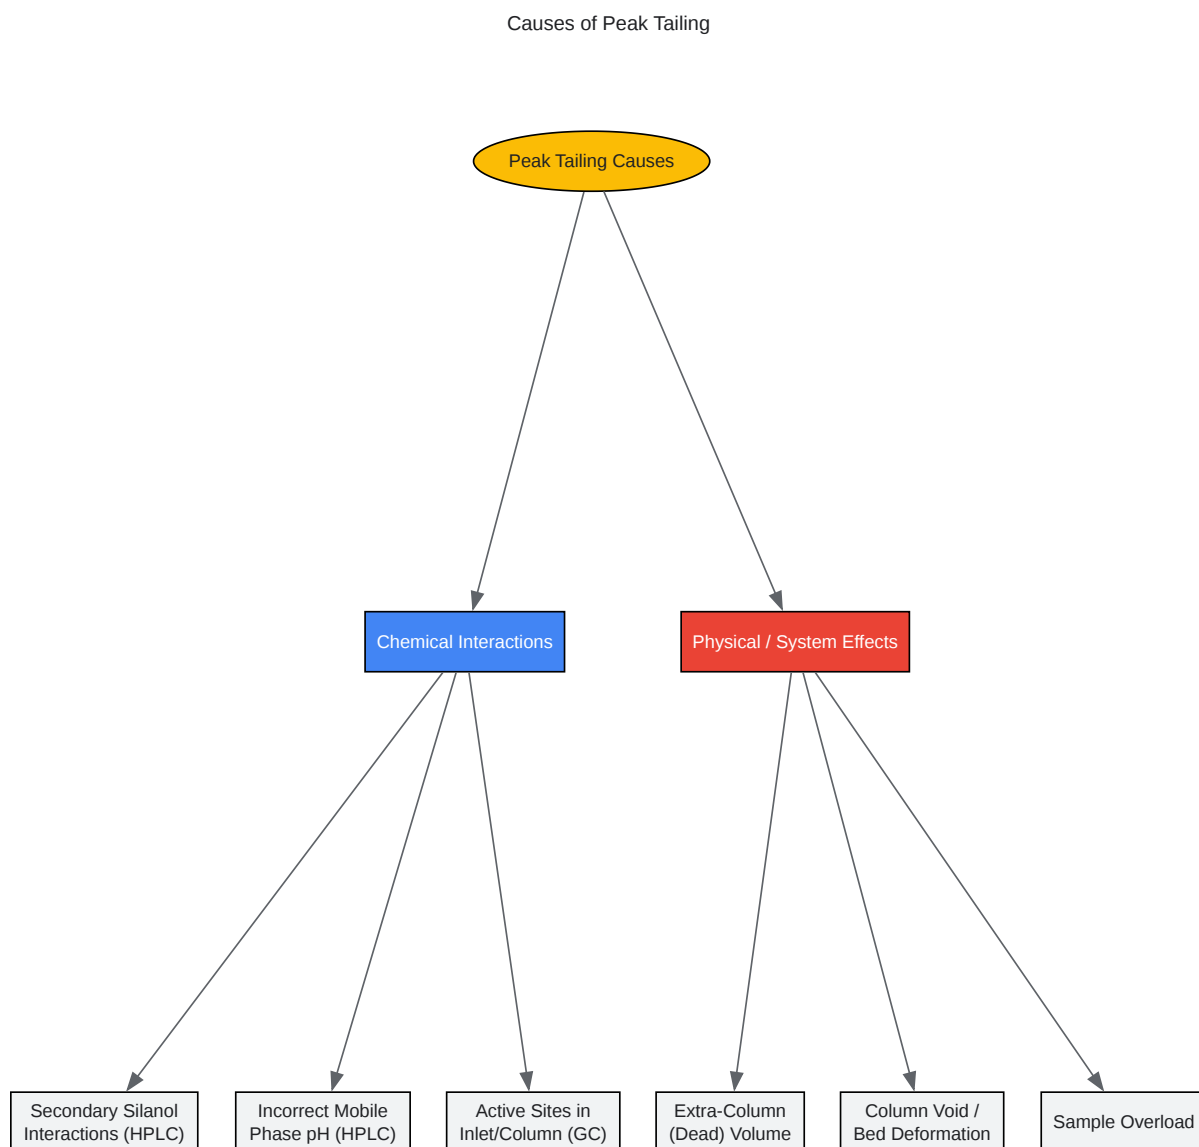 Causes of Peak Tailing
Peak Tailing Causes
Chemical Interactions
Physical / System Effects
Secondary Silanol
Interactions (HPLC)
Incorrect Mobile
Phase pH (HPLC)
Active Sites in
Inlet/Column (GC)
Extra-Column
(Dead) Volume
Column Void /
Bed Deformation
Sample Overload